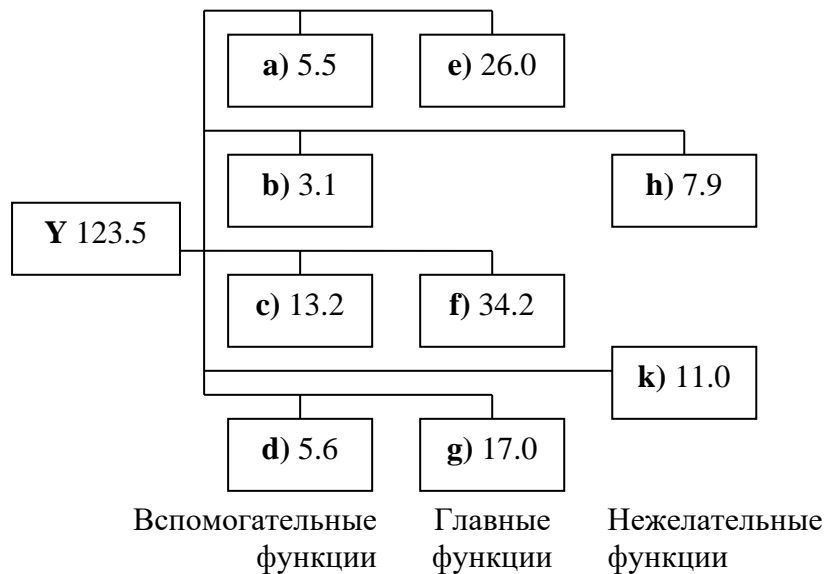 a) 5.5
e) 26.0
b) 3.1
h) 7.9
Y 123.5
c) 13.2
f) 34.2
k) 11.0
d) 5.6
g) 17.0
Вспомогательные
функции
Главные
функции
Нежелательные
функции